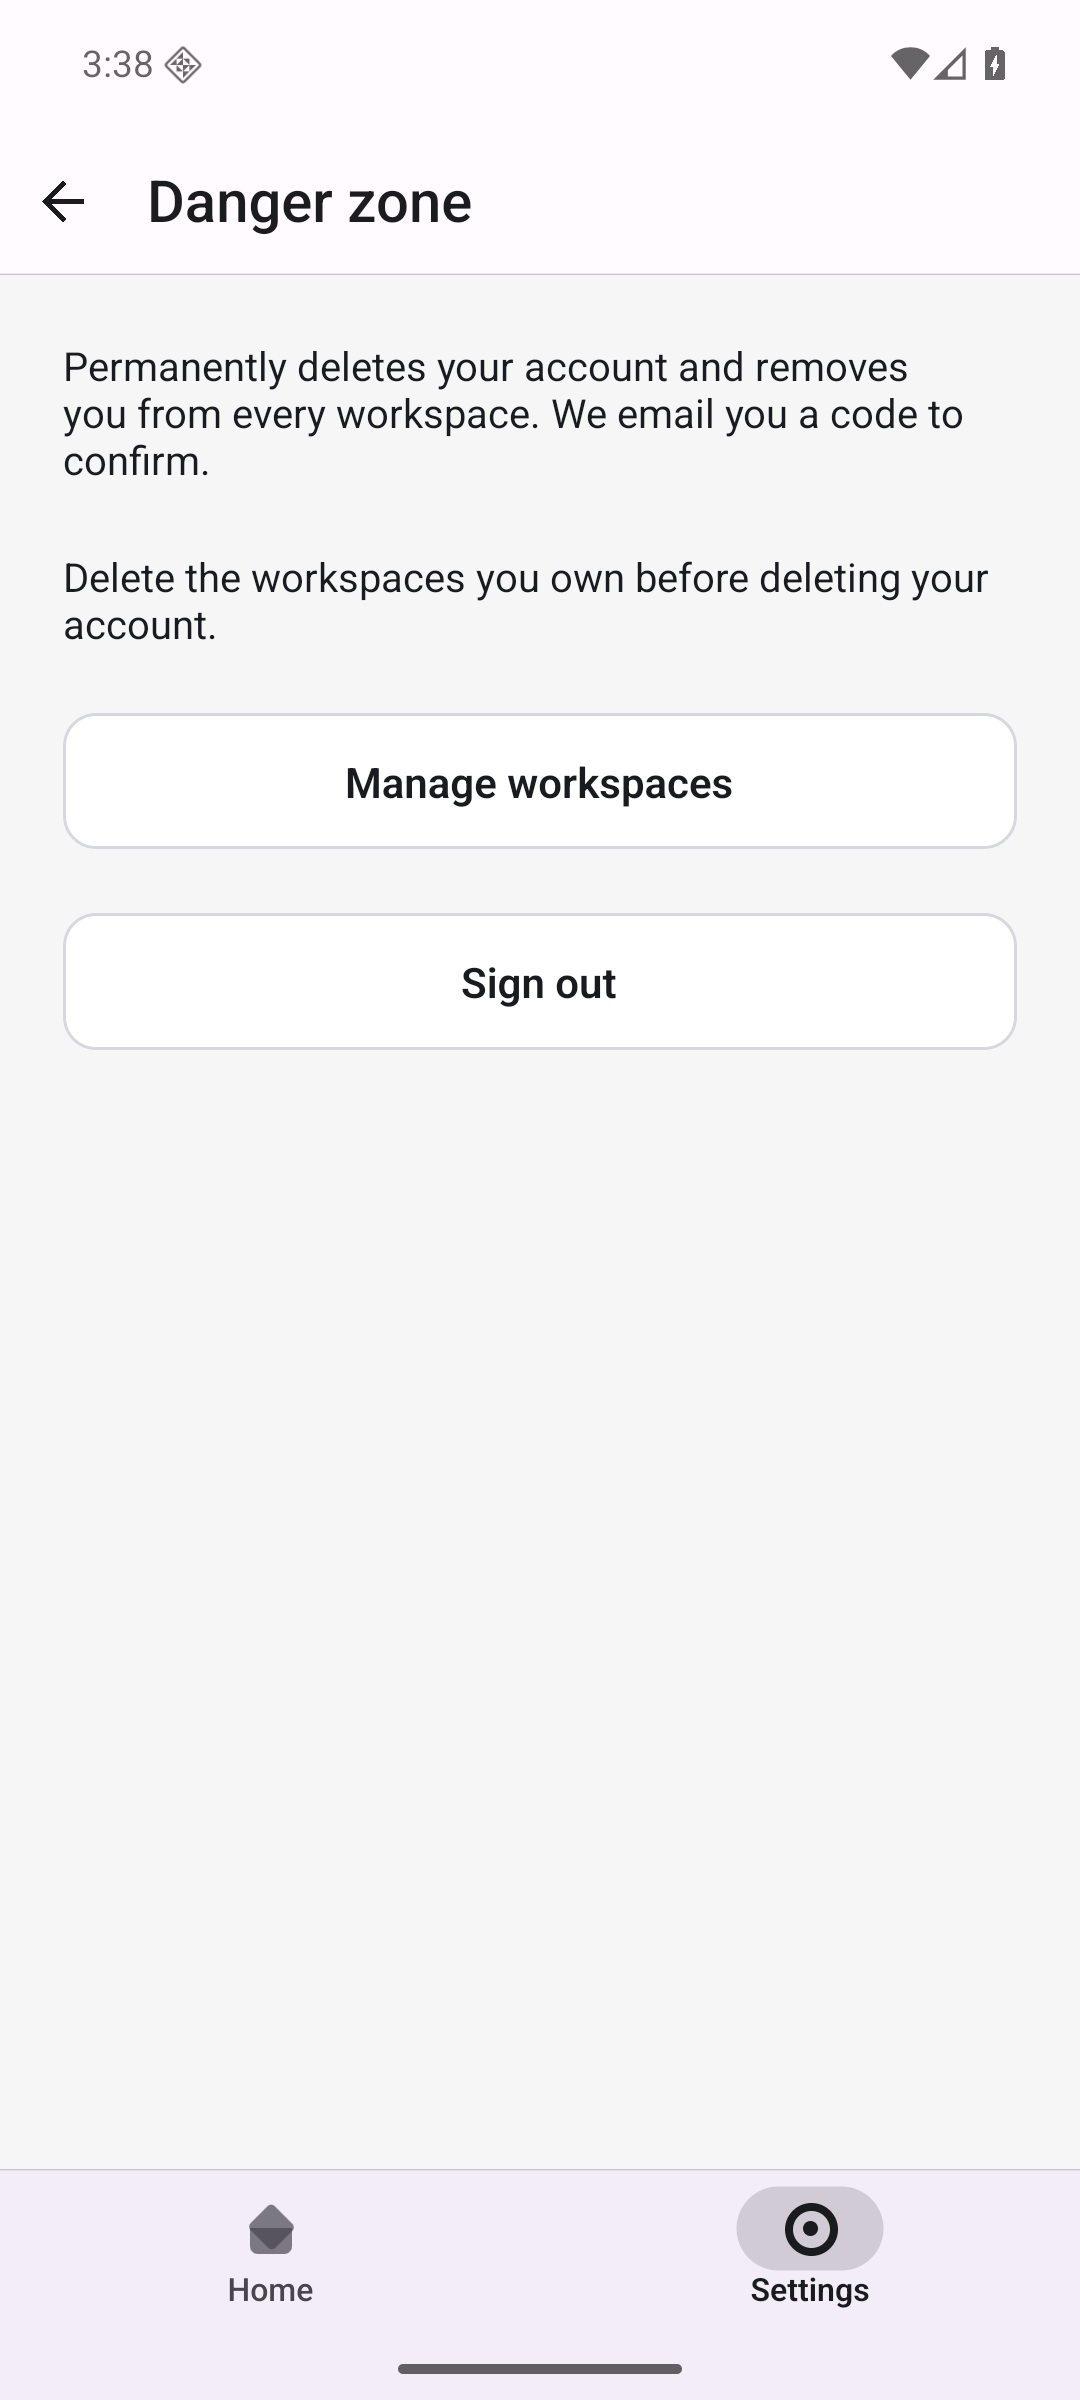 3:38
Danger zone
Permanently deletes your account and removes
you from every workspace. We email you a code to
confirm.
Delete the workspaces you own before deleting your
account.
Manage workspaces
Sign out
Home
Settings